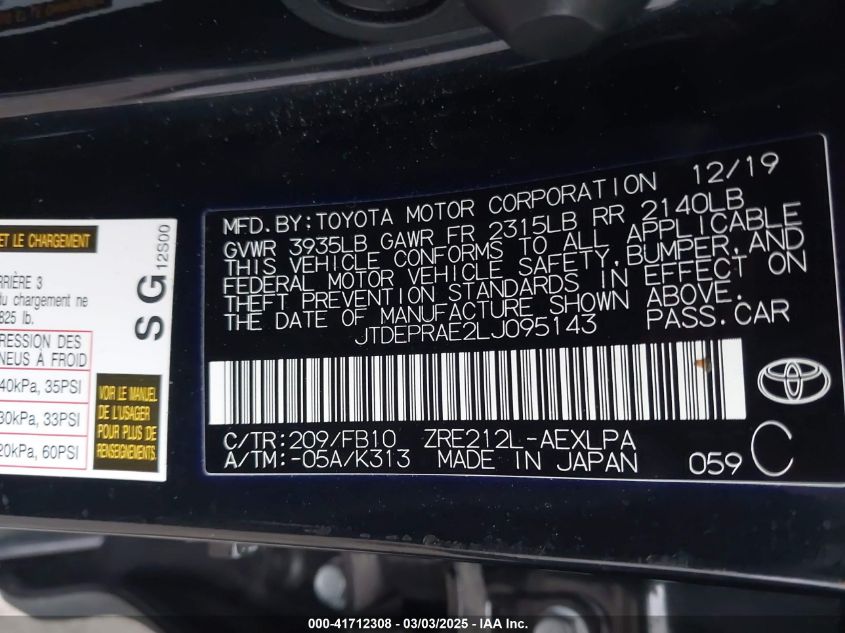 ET LE CHARGEMENT
RRIÈRE 3
du chargement ne
825 lb.
RESSION DES
NEUS À FROID
40kPa, 35PSI
30kPa, 33PSI
20kPa, 60PSI
VOIR LE MANUEL
DE L'USAGER
POUR PLUS DE
RENSEIGNEMENTS.
SG 12S00
MFD. BY: TOYOTA MOTOR CORPORATION 12/19
GVWR 3935LB GAWR FR 2315LB RR 2140LB
THIS VEHICLE CONFORMS TO ALL APPLICABLE
FEDERAL MOTOR VEHICLE SAFETY, BUMPER, AND
THEFT PREVENTION STANDARDS IN EFFECT ON
THE DATE OF MANUFACTURE SHOWN ABOVE.
JTDEPRAE2LJ095143 PASS. CAR
C/TR: 209/FB10 ZRE212L-AEXLPA
A/TM: -05A/K313 MADE IN JAPAN 059 C
000-41712308 - 03/03/2025 - IAA Inc.